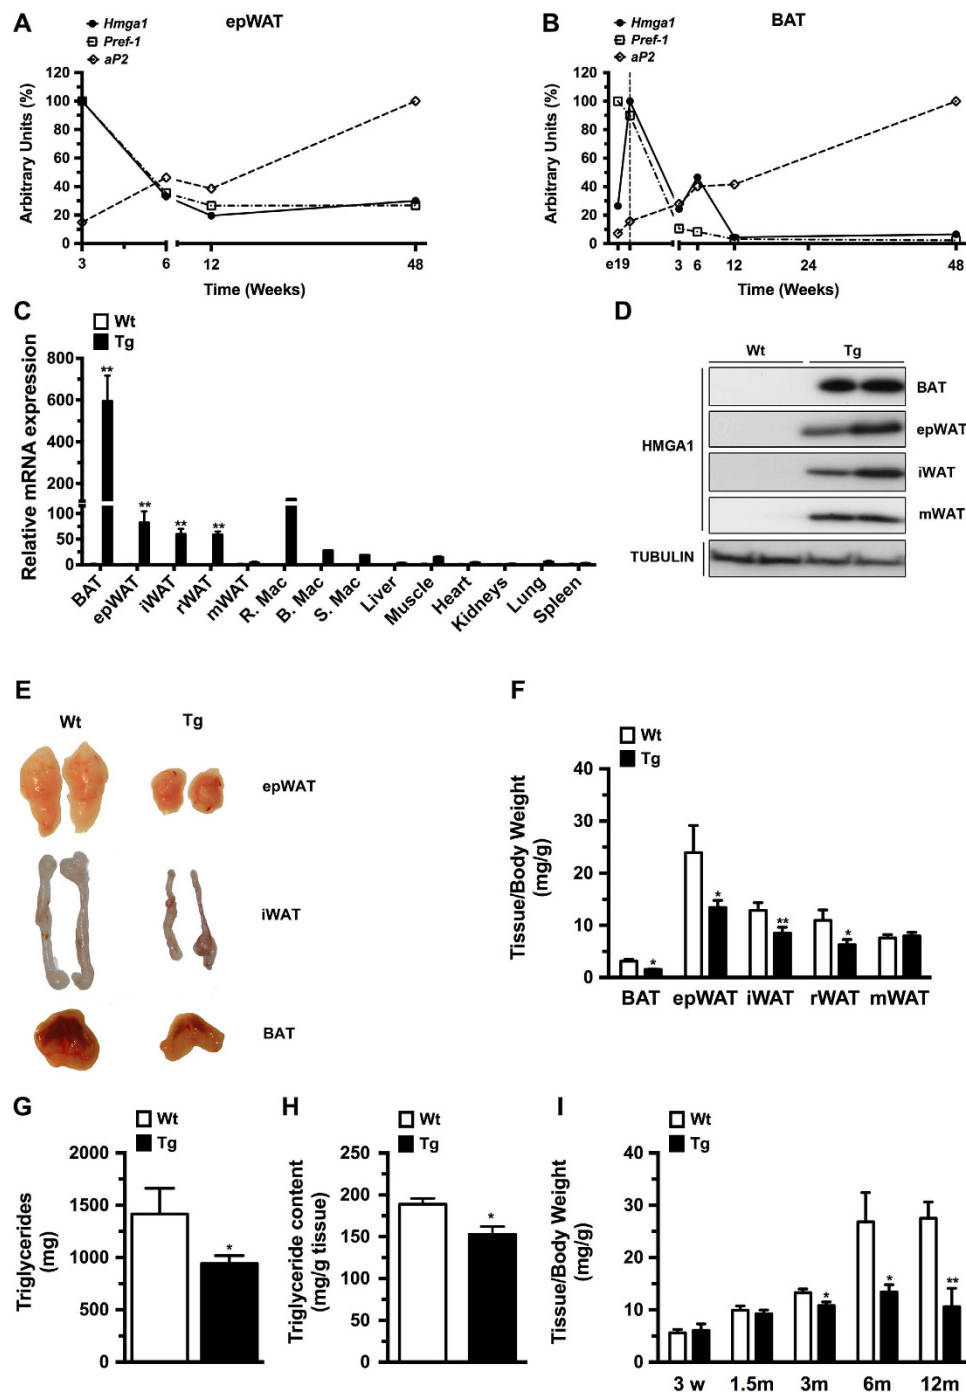 A
epWAT
Hmga1
Pref-1
aP2
Arbitrary Units (%)
120
100
80
60
40
20
0
3
6
12
48
Time (Weeks)
B
BAT
Hmga1
Pref-1
aP2
Arbitrary Units (%)
120
100
80
60
40
20
0
e19
3
6
12
24
48
Time (Weeks)
C
Wt
Tg
Relative mRNA expression
800
600
400
200
100
50
0
**
**
**
**
BAT
epWAT
iWAT
rWAT
mWAT
R. Mac
B. Mac
S. Mac
Liver
Muscle
Heart
Kidneys
Lung
Spleen
D
Wt
Tg
HMGA1
BAT
epWAT
iWAT
mWAT
TUBULIN
E
Wt
Tg
epWAT
iWAT
BAT
F
Wt
Tg
Tissue/Body Weight
(mg/g)
40
30
20
10
0
*
*
**
*
BAT
epWAT
iWAT
rWAT
mWAT
G
Wt
Tg
Triglycerides
(mg)
2000
1500
1000
500
0
*
H
Wt
Tg
Triglyceride content
(mg/g tissue)
250
200
150
100
50
0
*
I
Wt
Tg
Tissue/Body Weight
(mg/g)
40
30
20
10
0
*
*
**
3 w
1.5m
3m
6m
12m